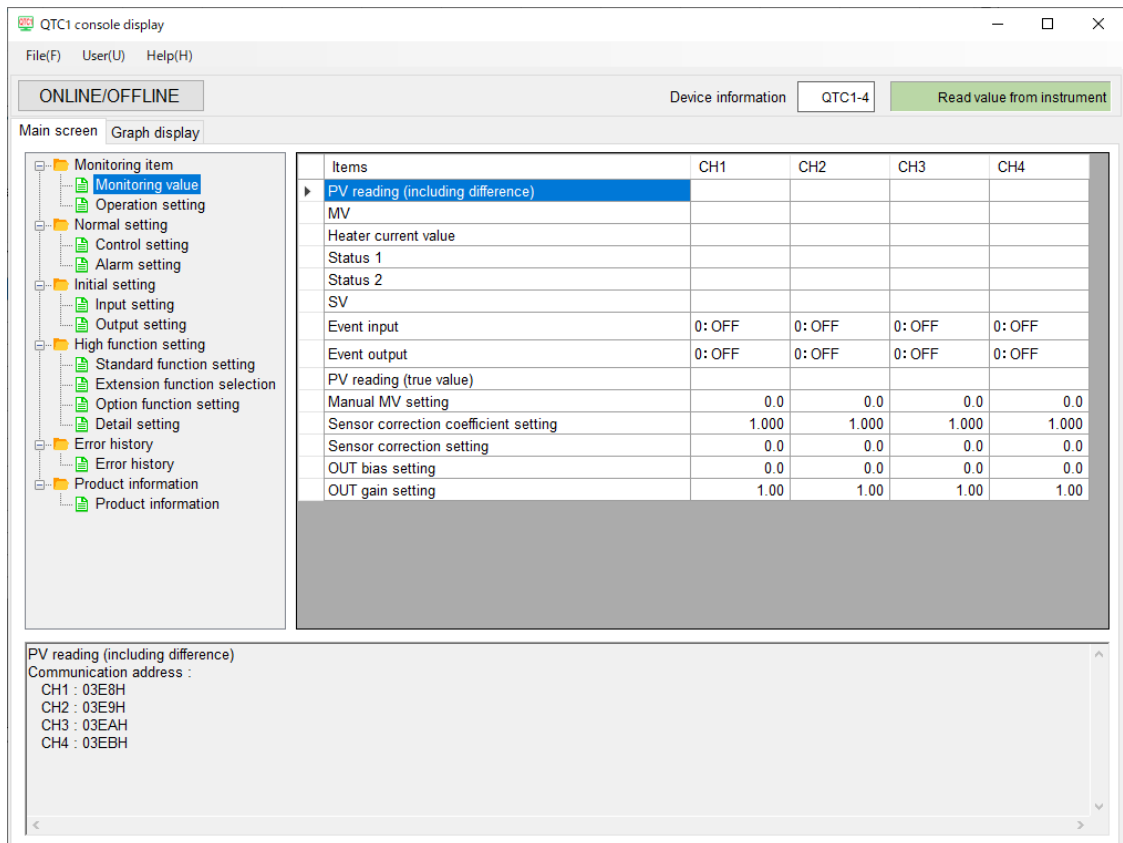 QTC1 QTC1 console display
File(F) User(U) Help(H)
ONLINE/OFFLINE Device information QTC1-4 Read value from instrument
Main screen Graph display
Monitoring item
Monitoring value
Operation setting
Normal setting
Control setting
Alarm setting
Initial setting
Input setting
Output setting
High function setting
Standard function setting
Extension function selection
Option function setting
Detail setting
Error history
Error history
Product information
Product information
Items CH1 CH2 CH3 CH4
PV reading (including difference)
MV
Heater current value
Status 1
Status 2
SV
Event input 0: OFF 0: OFF 0: OFF 0: OFF
Event output 0: OFF 0: OFF 0: OFF 0: OFF
PV reading (true value)
Manual MV setting 0.0 0.0 0.0 0.0
Sensor correction coefficient setting 1.000 1.000 1.000 1.000
Sensor correction setting 0.0 0.0 0.0 0.0
OUT bias setting 0.0 0.0 0.0 0.0
OUT gain setting 1.00 1.00 1.00 1.00
PV reading (including difference)
Communication address :
CH1 : 03E8H
CH2 : 03E9H
CH3 : 03EAH
CH4 : 03EBH